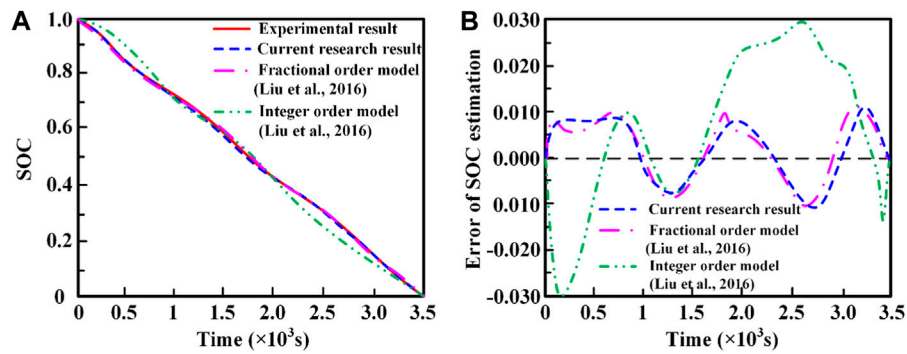 A
1.0
0.8
0.6
0.4
0.2
0
SOC
Experimental result
Current research result
Fractional order model
(Liu et al., 2016)
Integer order model
(Liu et al., 2016)
0 0.5 1 1.5 2 2.5 3.0 3.5
Time (×10³s)
B
0.030
0.020
0.010
0.000
0.010
-0.020
-0.030
Error of SOC estimation
Current research result
Fractional order model
(Liu et al., 2016)
Integer order model
(Liu et al., 2016)
0 0.5 1.0 1.5 2.0 2.5 3.0 3.5
Time (×10³s)